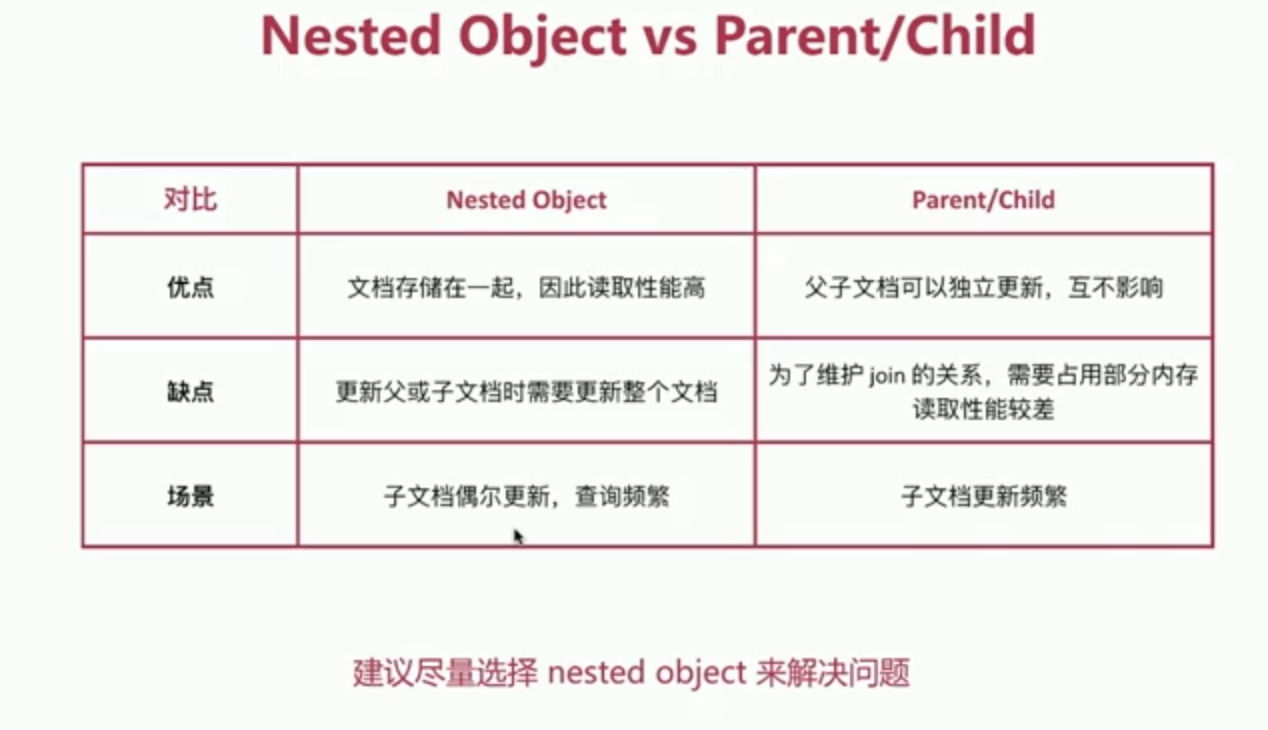 Nested Object vs Parent/Child
对比 Nested Object Parent/Child
优点 文档存储在一起，因此读取性能高 父子文档可以独立更新，互不影响
缺点 更新父或子文档时需要更新整个文档 为了维护 join 的关系，需要占用部分内存
读取性能较差
场景 子文档偶尔更新，查询频繁 子文档更新频繁
建议尽量选择 nested object 来解决问题